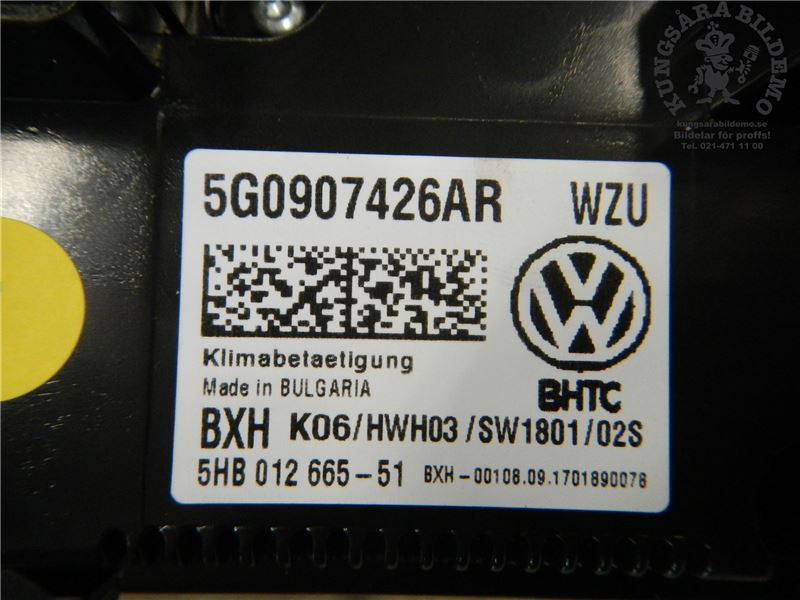 KUNGSÅRA BILDEMO
kungsarabildemo.se
Bildelar för proffs!
Tel. 021-471 11 00
5G0907426AR WZU
Klimabetaetigung
Made in BULGARIA
BHTC
BXH K06/HWH03/SW1801/02S
5HB 012 665-51 BXH-00108.09.1701890078